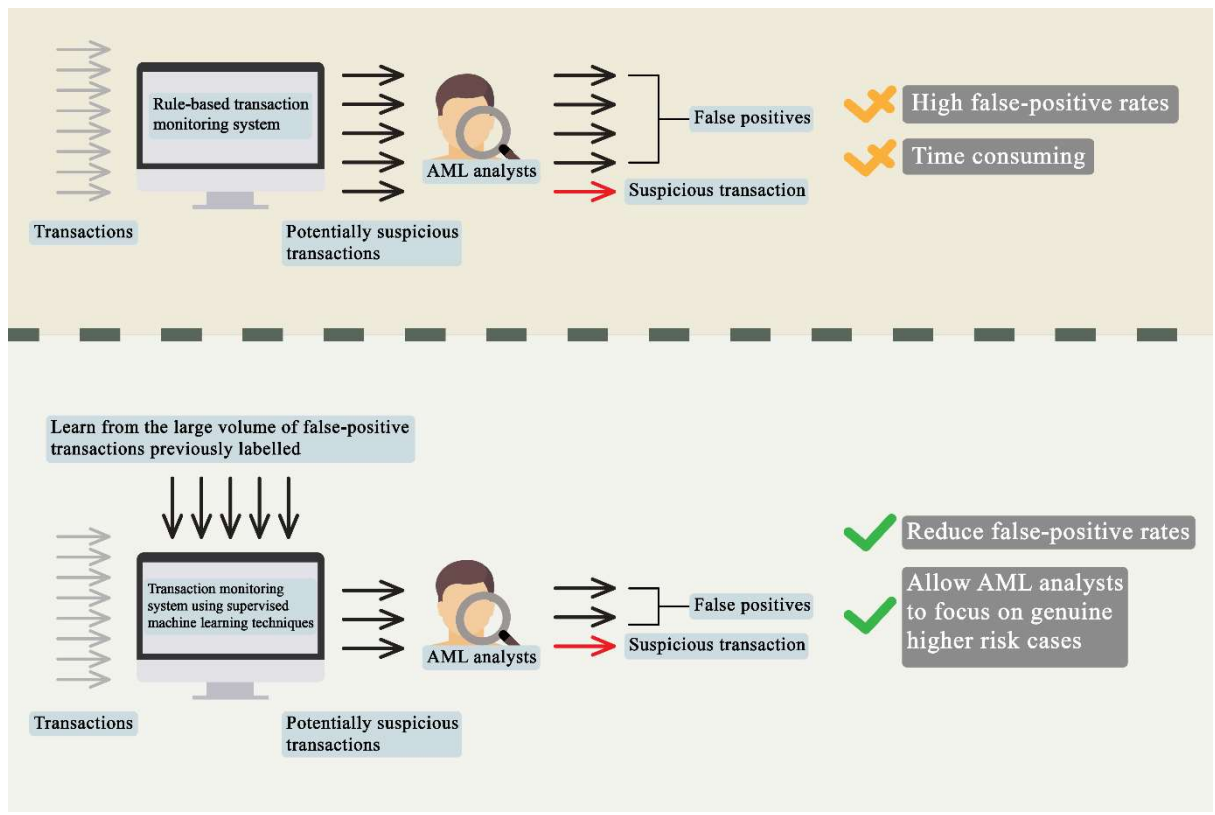 Rule-based transaction
monitoring system
Transactions
Potentially suspicious
transactions
AML analysts
False positives
Suspicious transaction
High false-positive rates
Time consuming
Learn from the large volume of false-positive
transactions previously labelled
Transaction monitoring
system using supervised
machine learning techniques
Transactions
Potentially suspicious
transactions
AML analysts
False positives
Suspicious transaction
Reduce false-positive rates
Allow AML analysts
to focus on genuine
higher risk cases